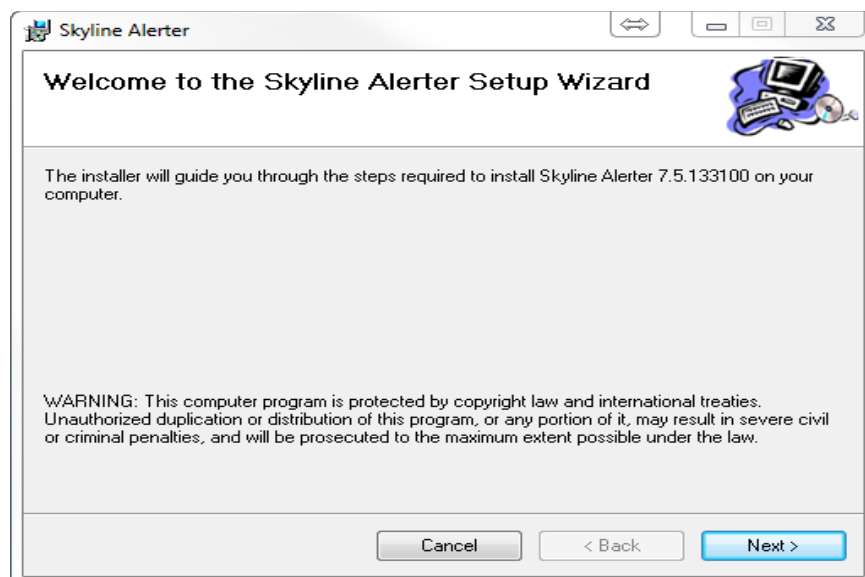 Skyline Alerter
Welcome to the Skyline Alerter Setup Wizard
The installer will guide you through the steps required to install Skyline Alerter 7.5.133100 on your
computer.
WARNING: This computer program is protected by copyright law and international treaties.
Unauthorized duplication or distribution of this program, or any portion of it, may result in severe civil
or criminal penalties, and will be prosecuted to the maximum extent possible under the law.
Cancel < Back Next >